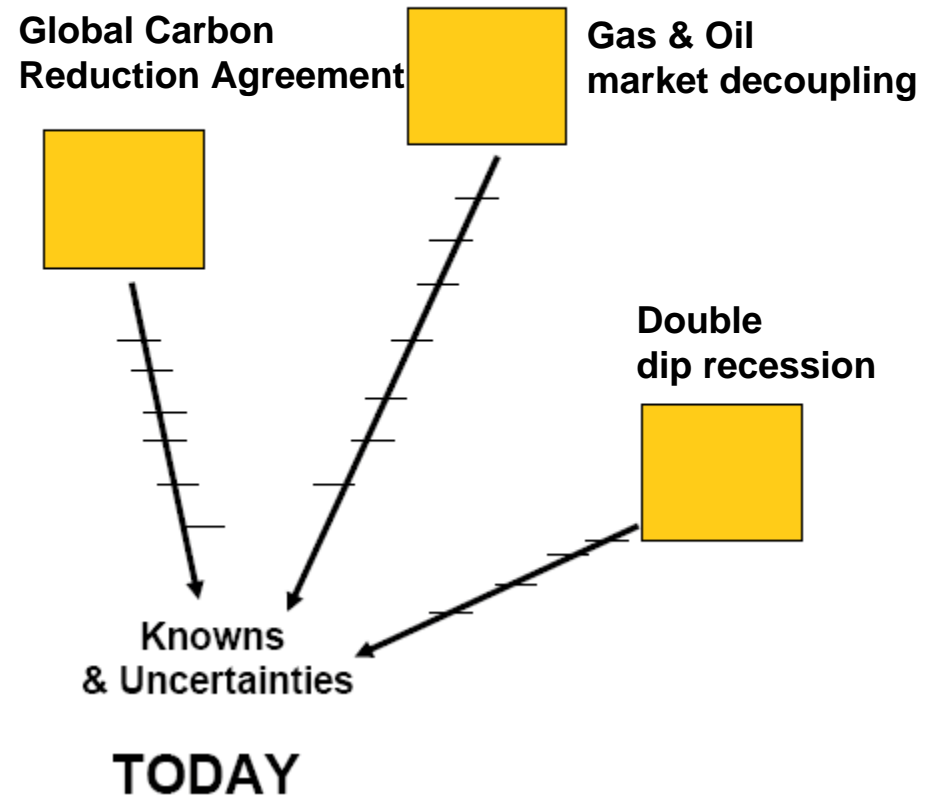 Global Carbon
Reduction Agreement
Gas & Oil
market decoupling
Double
dip recession
Knowns
& Uncertainties
TODAY